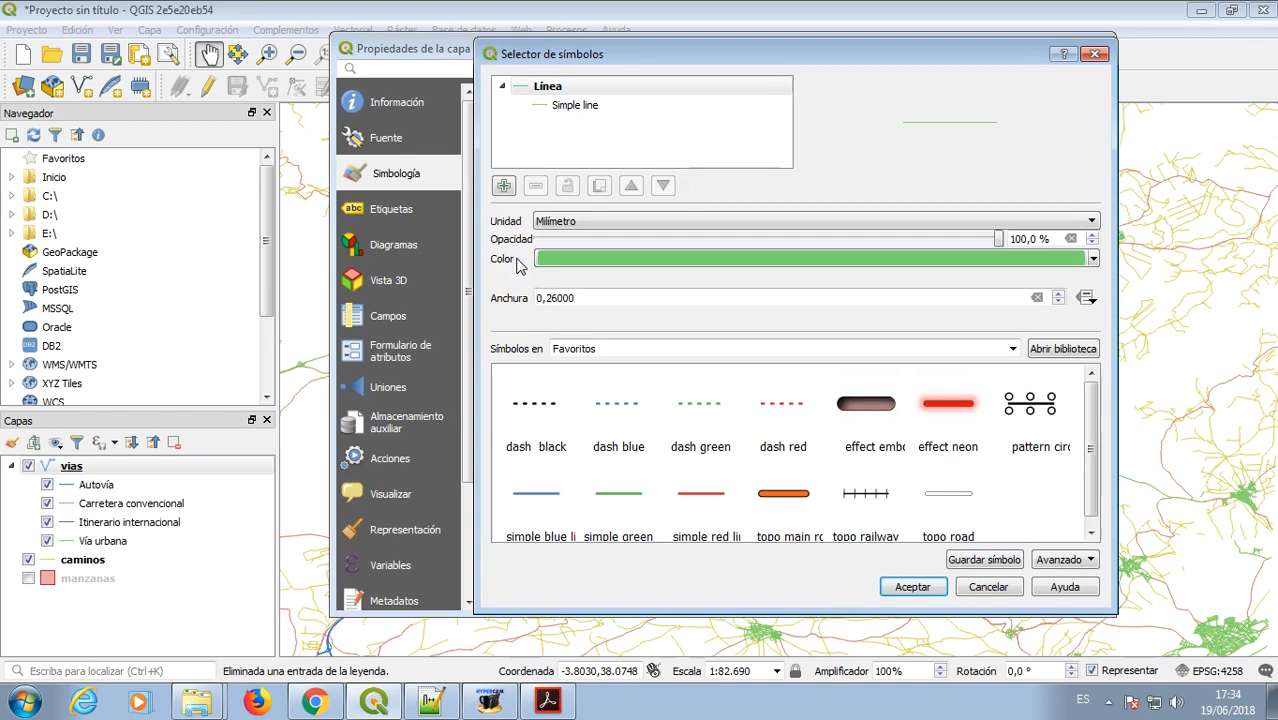 *Proyecto sin título - QGIS 2e5e20eb54
Proyecto Edición Ver Capa Configuración Complementos Vectorial Ráster Base de datos Web Procesos Ayuda
Navegador
Favoritos
Inicio
C:\
D:\
E:\
GeoPackage
SpatiaLite
PostGIS
MSSQL
Oracle
DB2
WMS/WMTS
XYZ Tiles
WCS
Capas
vias
Autovía
Carretera convencional
Itinerario internacional
Vía urbana
caminos
manzanas
Propiedades de la capa
Información
Fuente
Simbología
abc Etiquetas
Diagramas
Vista 3D
Campos
Formulario de
atributos
Uniones
Almacenamiento
auxiliar
Acciones
Visualizar
Representación
Variables
Metadatos
Selector de símbolos
Línea
Simple line
Unidad Milímetro
Opacidad 100,0 %
Color
Anchura 0,26000
Símbolos en Favoritos Abrir biblioteca
dash black dash blue dash green dash red effect emb effect neon pattern circ
simple blue li simple green simple red lin topo main ro topo railway topo road
Guardar símbolo Avanzado
Aceptar Cancelar Ayuda
Escriba para localizar (Ctrl+K) Eliminada una entrada de la leyenda. Coordenada -3.8030,38.0748 Escala 1:82.690 Amplificador 100% Rotación 0,0 ° Representar EPSG:4258
HYPERCAM
ES 17:34
19/06/2018